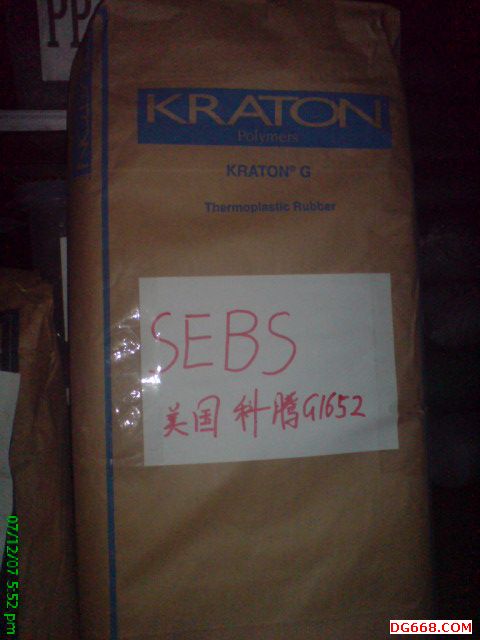 PP
KRATON
Polymers
KRATON® G
Thermoplastic Rubber
SEBS
美国 科腾G1652
07/12/07 5:52 pm
DG668.COM